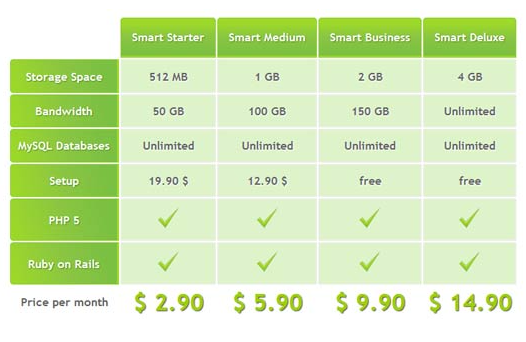 Smart Starter Smart Medium Smart Business Smart Deluxe
Storage Space 512 MB 1 GB 2 GB 4 GB
Bandwidth 50 GB 100 GB 150 GB Unlimited
MySQL Databases Unlimited Unlimited Unlimited Unlimited
Setup 19.90 $ 12.90 $ free free
PHP 5 ✓ ✓ ✓ ✓
Ruby on Rails ✓ ✓ ✓ ✓
Price per month $ 2.90 $ 5.90 $ 9.90 $ 14.90